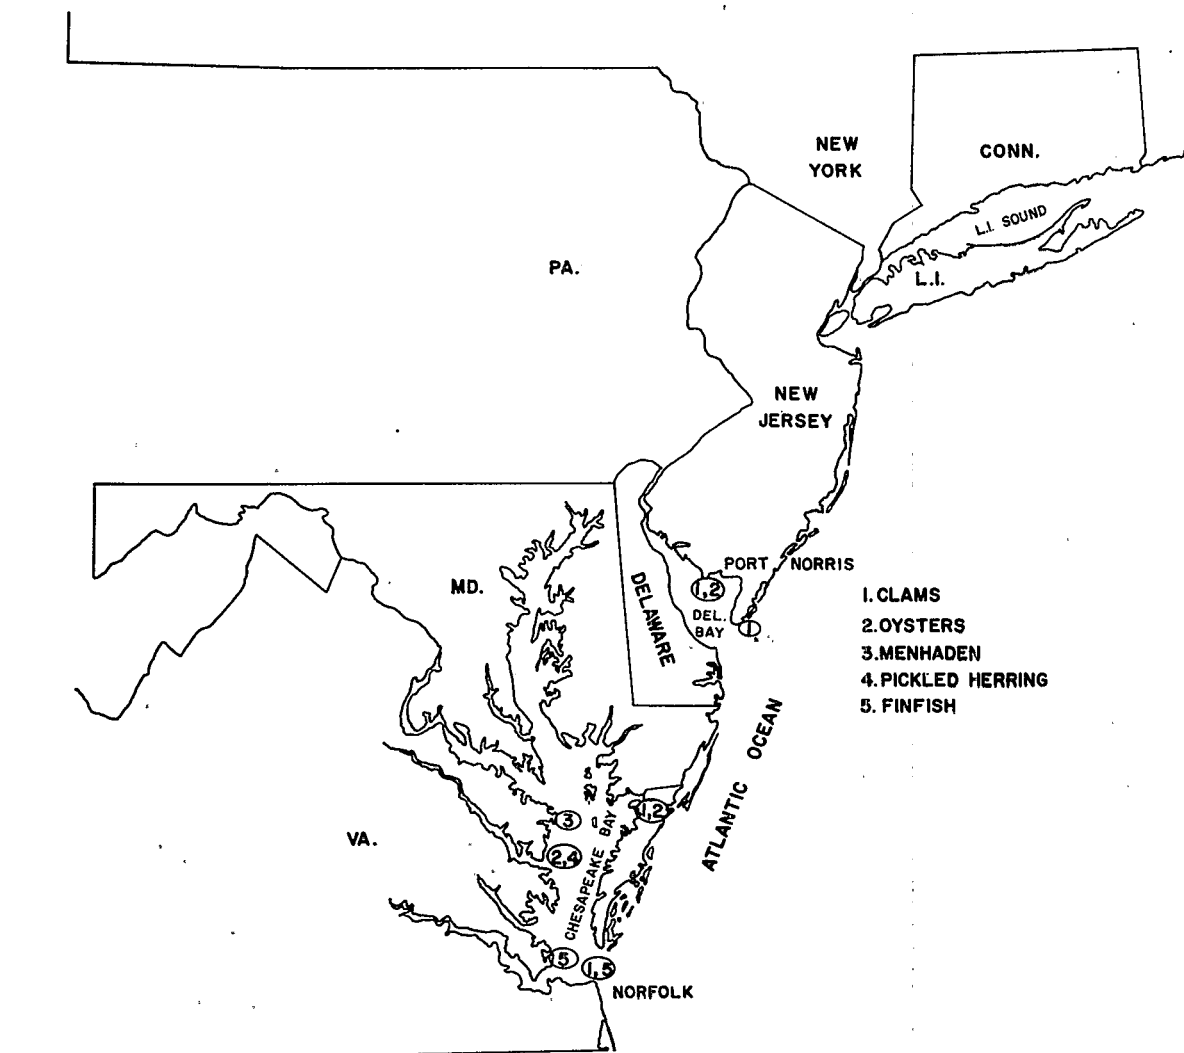 NEW
YORK
CONN.
L.I. SOUND
L.I.
PA.
NEW
JERSEY
PORT NORRIS
1,2
DEL.
BAY
1.
MD.
DELAWARE
1. CLAMS
2. OYSTERS
3. MENHADEN
4. PICKLED HERRING
5. FINFISH
ATLANTIC OCEAN
1,2
3
2,4
VA.
CHESAPEAKE BAY
5
1,5
NORFOLK